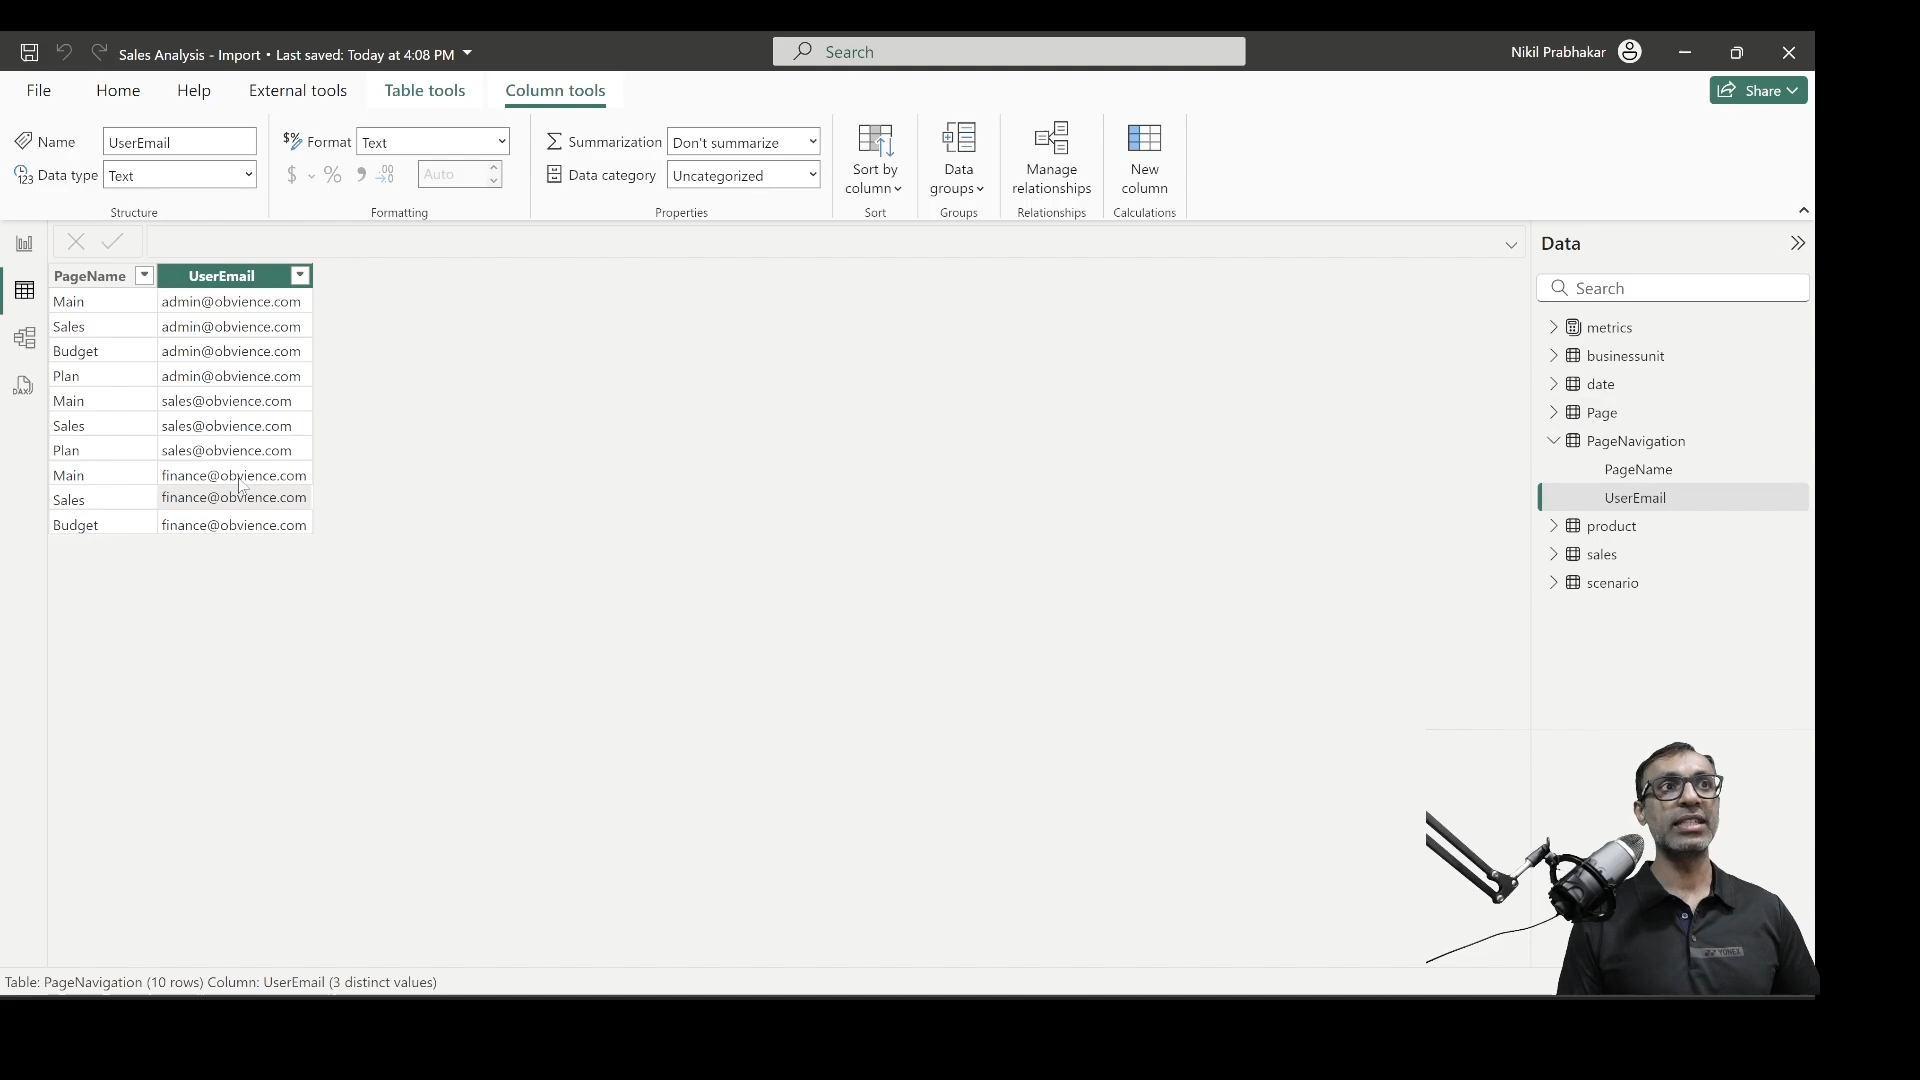 Sales Analysis - Import • Last saved: Today at 4:08 PM
Search
Nikil Prabhakar
File Home Help External tools Table tools Column tools
Share
Name UserEmail
Data type Text
Structure
Format Text
$ % 9 .00 Auto
Formatting
Summarization Don't summarize
Data category Uncategorized
Properties
Sort by
column
Sort
Data
groups
Groups
Manage
relationships
Relationships
New
column
Calculations
PageName UserEmail
Main admin@obvience.com
Sales admin@obvience.com
Budget admin@obvience.com
Plan admin@obvience.com
Main sales@obvience.com
Sales sales@obvience.com
Plan sales@obvience.com
Main finance@obvience.com
Sales finance@obvience.com
Budget finance@obvience.com
DAX
Data
Search
metrics
businessunit
date
Page
PageNavigation
PageName
UserEmail
product
sales
scenario
YONEX
Table: PageNavigation (10 rows) Column: UserEmail (3 distinct values)